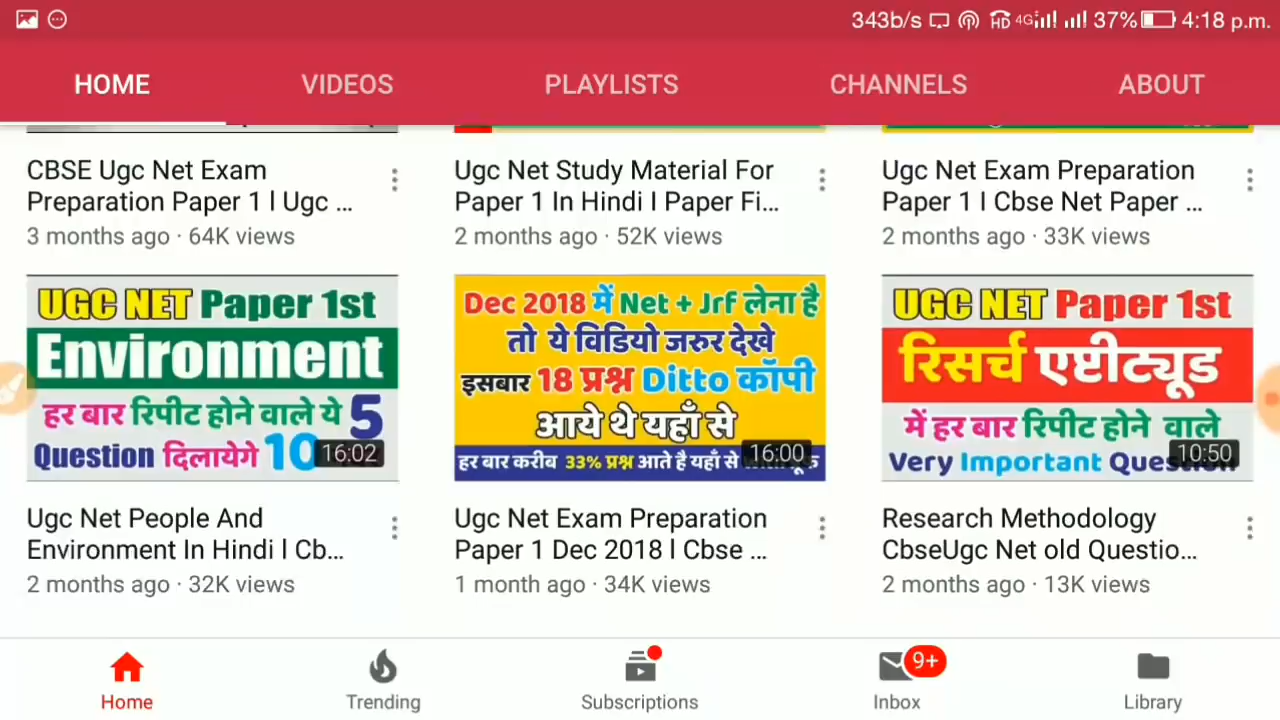 343b/s HD 4G 37% 4:18 p.m.
HOME VIDEOS PLAYLISTS CHANNELS ABOUT
CBSE Ugc Net Exam
Preparation Paper 1 l Ugc ...
3 months ago · 64K views
Ugc Net Study Material For
Paper 1 In Hindi I Paper Fi...
2 months ago · 52K views
Ugc Net Exam Preparation
Paper 1 I Cbse Net Paper ...
2 months ago · 33K views
UGC NET Paper 1st
Environment
हर बार रिपीट होने वाले ये 5
Question दिलायेगे 10
16:02
Ugc Net People And
Environment In Hindi l Cb...
2 months ago · 32K views
Dec 2018 में Net + Jrf लेना है
तो ये विडियो जरुर देखे
इसबार 18 प्रश्न Ditto कॉपी
आये थे यहाँ से
हर बार करीब 33% प्रश्न आते है यहाँ से
16:00
Ugc Net Exam Preparation
Paper 1 Dec 2018 l Cbse ...
1 month ago · 34K views
UGC NET Paper 1st
रिसर्च एप्टीट्यूड
में हर बार रिपीट होने वाले
Very Important Question
10:50
Research Methodology
CbseUgc Net old Questio...
2 months ago · 13K views
Home Trending Subscriptions Inbox 9+ Library